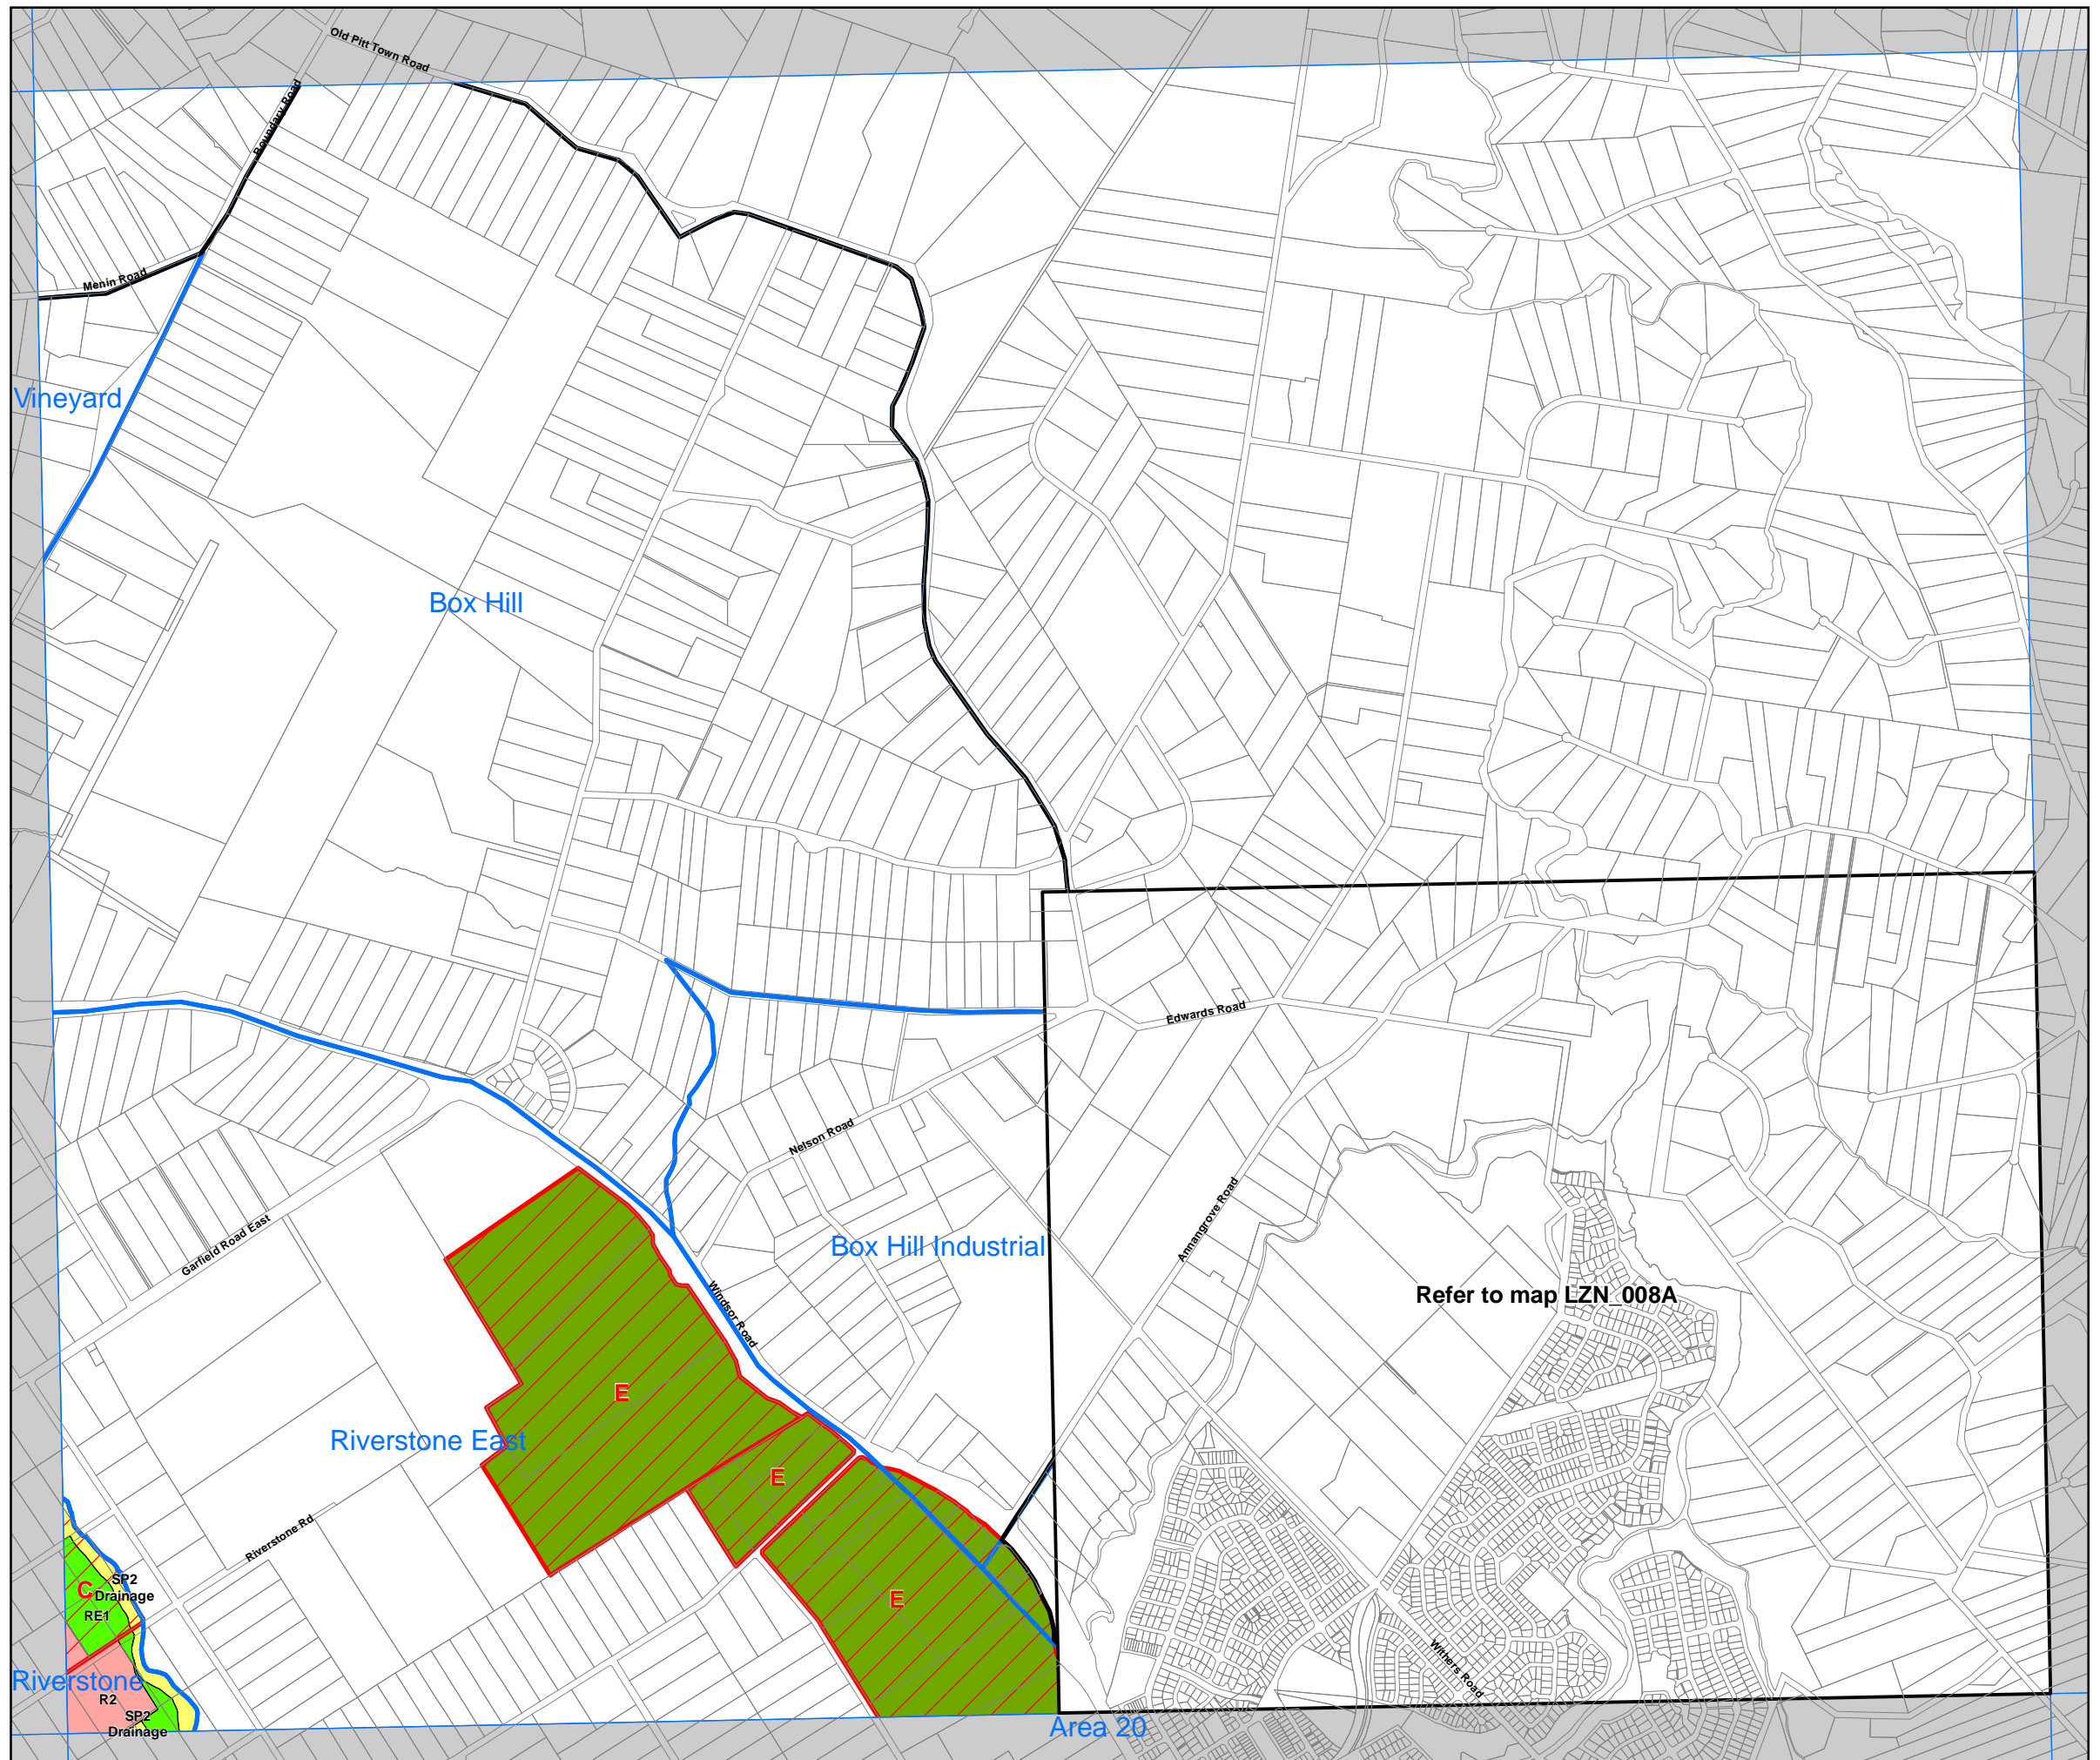 Old Pitt Town Road
Boundary Road
Menin Road
Vineyard
Box Hill
Edwards Road
Nelson Road
Annangrove Road
Garfield Road East
Box Hill Industrial
Windsor Road
Refer to map LZN_008A
E
Riverstone East
E
Riverstone Rd
E
C
SP2
Drainage
RE1
Withers Road
Riverstone
R2
SP2
Drainage
Area 20